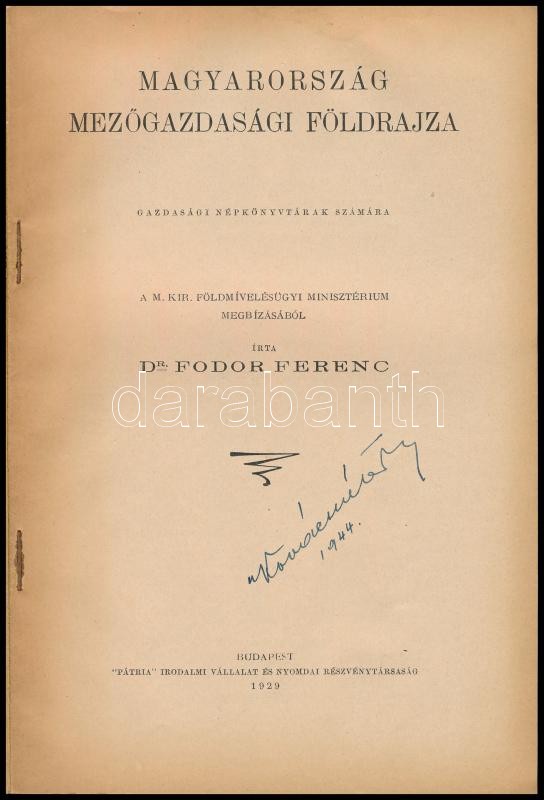 MAGYARORSZÁG
MEZŐGAZDASÁGI FÖLDRAJZA
GAZDASÁGI NÉPKÖNYVTÁRAK SZÁMÁRA
A M. KIR. FÖLDMÍVELÉSÜGYI MINISZTÉRIUM
MEGBÍZÁSÁBÓL
ÍRTA
DR. FODOR FERENC
darabanth
1944.
BUDAPEST
"PÁTRIA" IRODALMI VÁLLALAT ÉS NYOMDAI RÉSZVÉNYTÁRSASÁG
1929